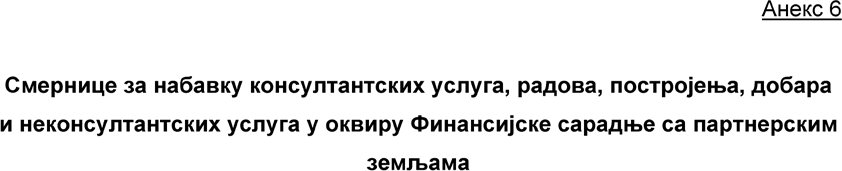 Анекс 6
Смернице за набавку консултантских услуга, радова, постројења, добара
и неконсултантских услуга у оквиру Финансијске сарадње са партнерским
земљама